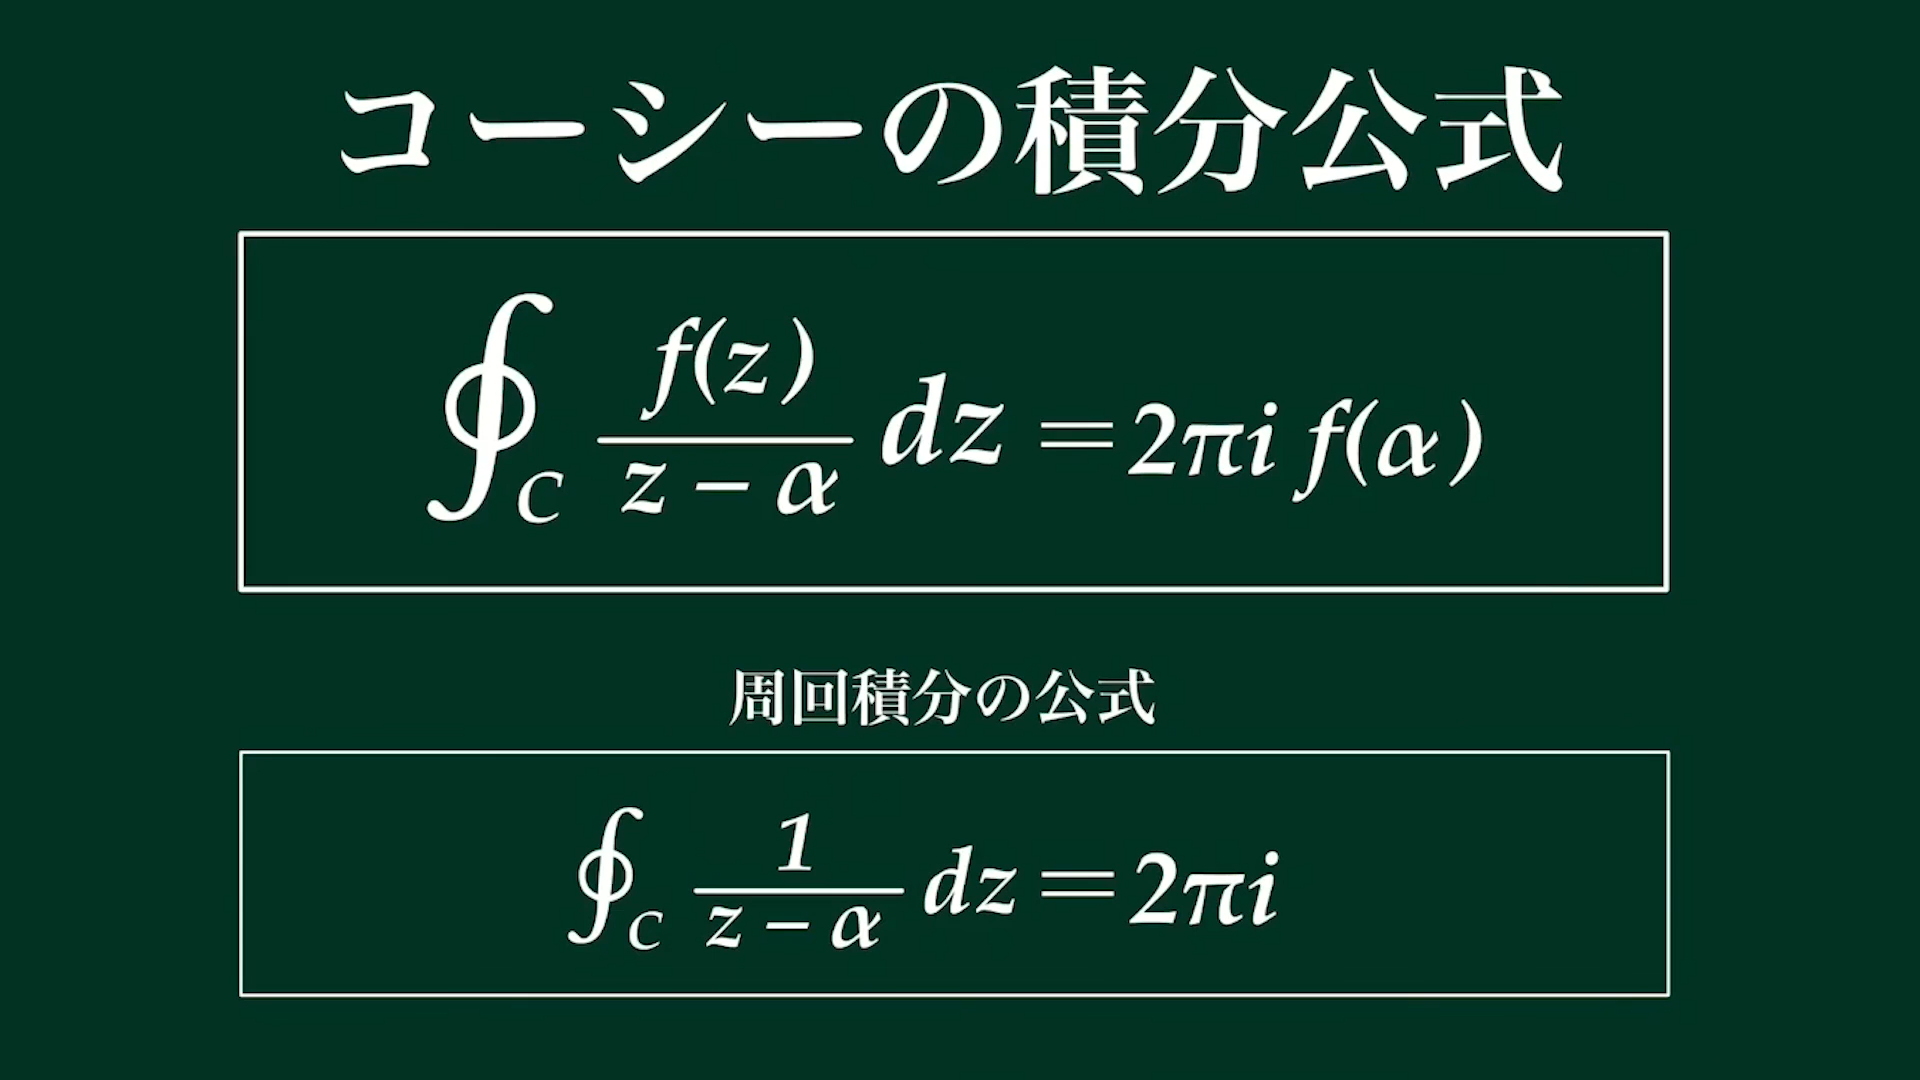 コーシーの積分公式
∮_C f(z)/(z − α) dz = 2πi f(α)
周回積分の公式
∮_C 1/(z − α) dz = 2πi